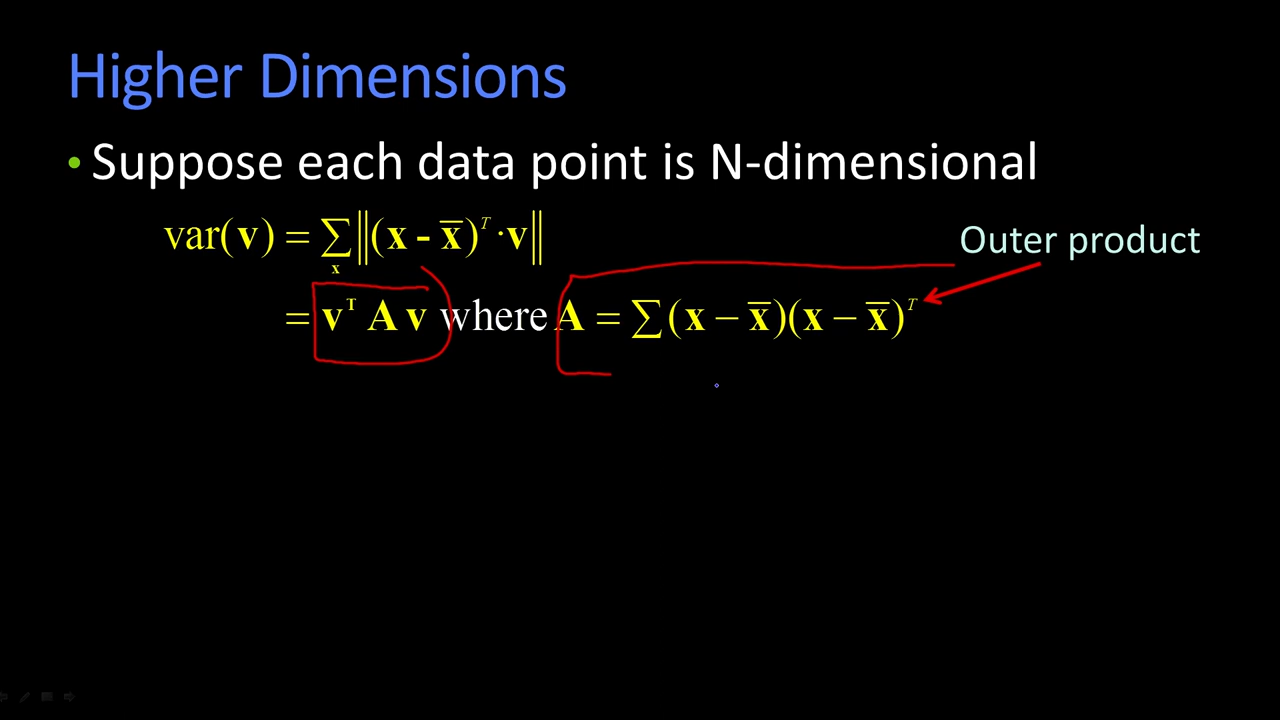 Higher Dimensions
• Suppose each data point is N-dimensional
var(v) = ∑ₓ ‖(x - x̅)ᵀ·v‖
Outer product
= vᵀ A v where A = ∑(x − x̅)(x − x̅)ᵀ